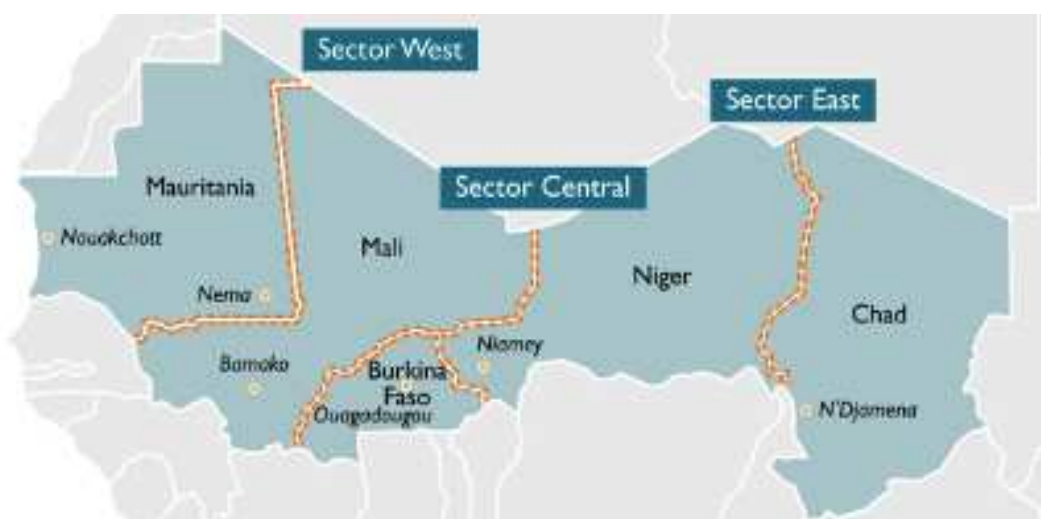 Sector West
Sector East
Sector Central
Mauritania
Nouakchott
Mali
Niger
Nema
Chad
Niamey
Bamako
Burkina
Faso
Ouagadougou
N'Djamena